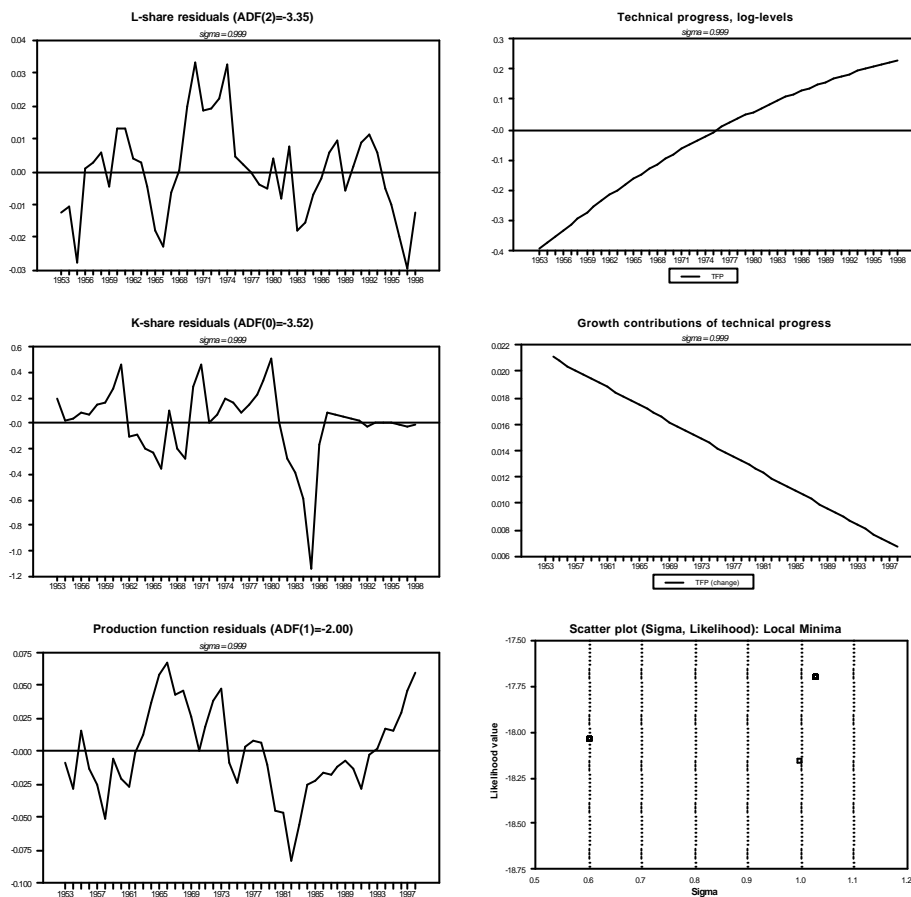 L-share residuals (ADF(2)=-3.35)
sigma = 0.999
0.04
0.03
0.02
0.01
0.00
-0.01
-0.02
-0.03
1953 1956 1959 1962 1965 1968 1971 1974 1977 1980 1983 1986 1989 1992 1995 1998
Technical progress, log-levels
sigma = 0.999
0.3
0.2
0.1
-0.0
-0.1
-0.2
-0.3
-0.4
1953 1956 1959 1962 1965 1968 1971 1974 1977 1980 1983 1986 1989 1992 1995 1998
TFP
K-share residuals (ADF(0)=-3.52)
sigma = 0.999
0.6
0.4
0.2
-0.0
-0.2
-0.4
-0.6
-0.8
-1.0
-1.2
1953 1956 1959 1962 1965 1968 1971 1974 1977 1980 1983 1986 1989 1992 1995 1998
Growth contributions of technical progress
sigma = 0.999
0.022
0.020
0.018
0.016
0.014
0.012
0.010
0.008
0.006
1953 1957 1961 1965 1969 1973 1977 1981 1985 1989 1993 1997
TFP (change)
Production function residuals (ADF(1)=-2.00)
sigma = 0.999
0.075
0.050
0.025
-0.000
-0.025
-0.050
-0.075
-0.100
1953 1957 1961 1965 1969 1973 1977 1981 1985 1989 1993 1997
Scatter plot (Sigma, Likelihood): Local Minima
Likelihood value
-17.50
-17.75
-18.00
-18.25
-18.50
-18.75
0.5 0.6 0.7 0.8 0.9 1.0 1.1 1.2
Sigma